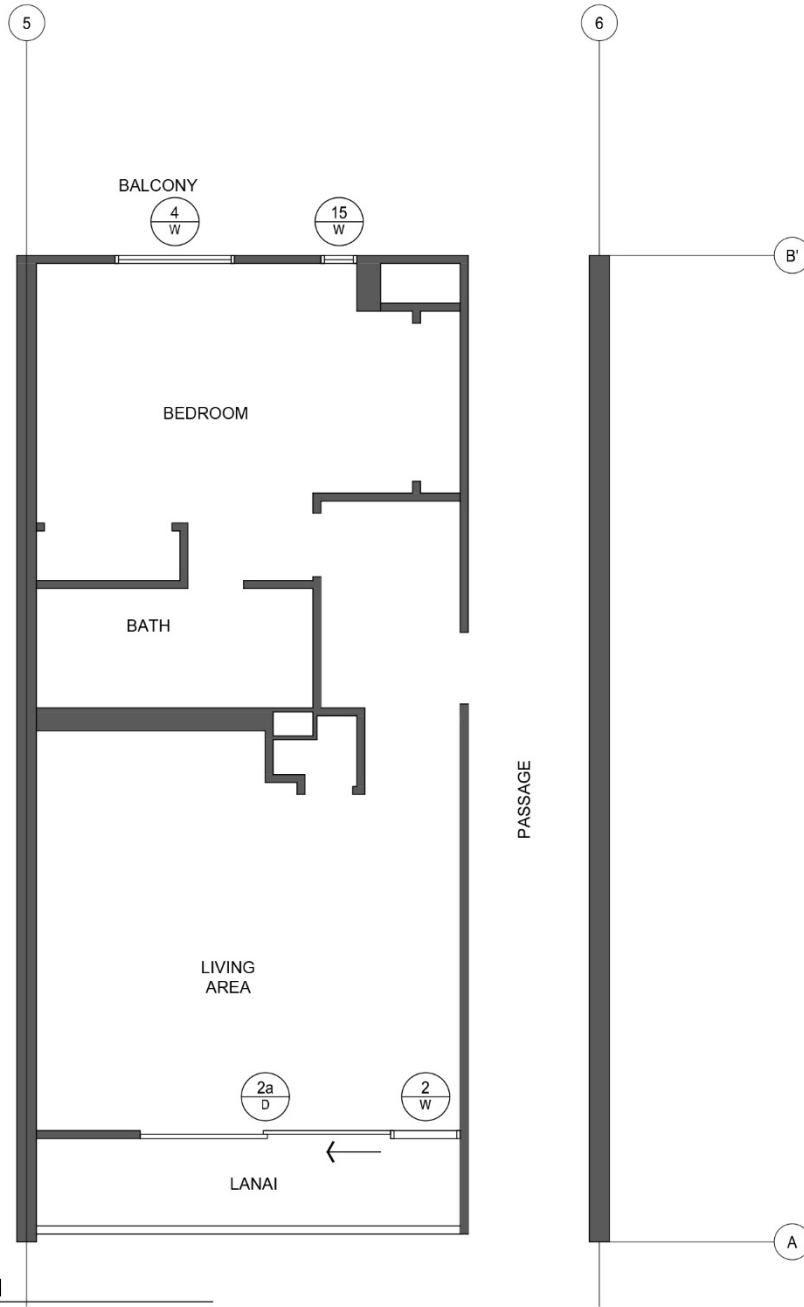 5
6
BALCONY
4
W
15
W
B'
BEDROOM
BATH
PASSAGE
LIVING
AREA
2a
D
2
W
LANAI
A